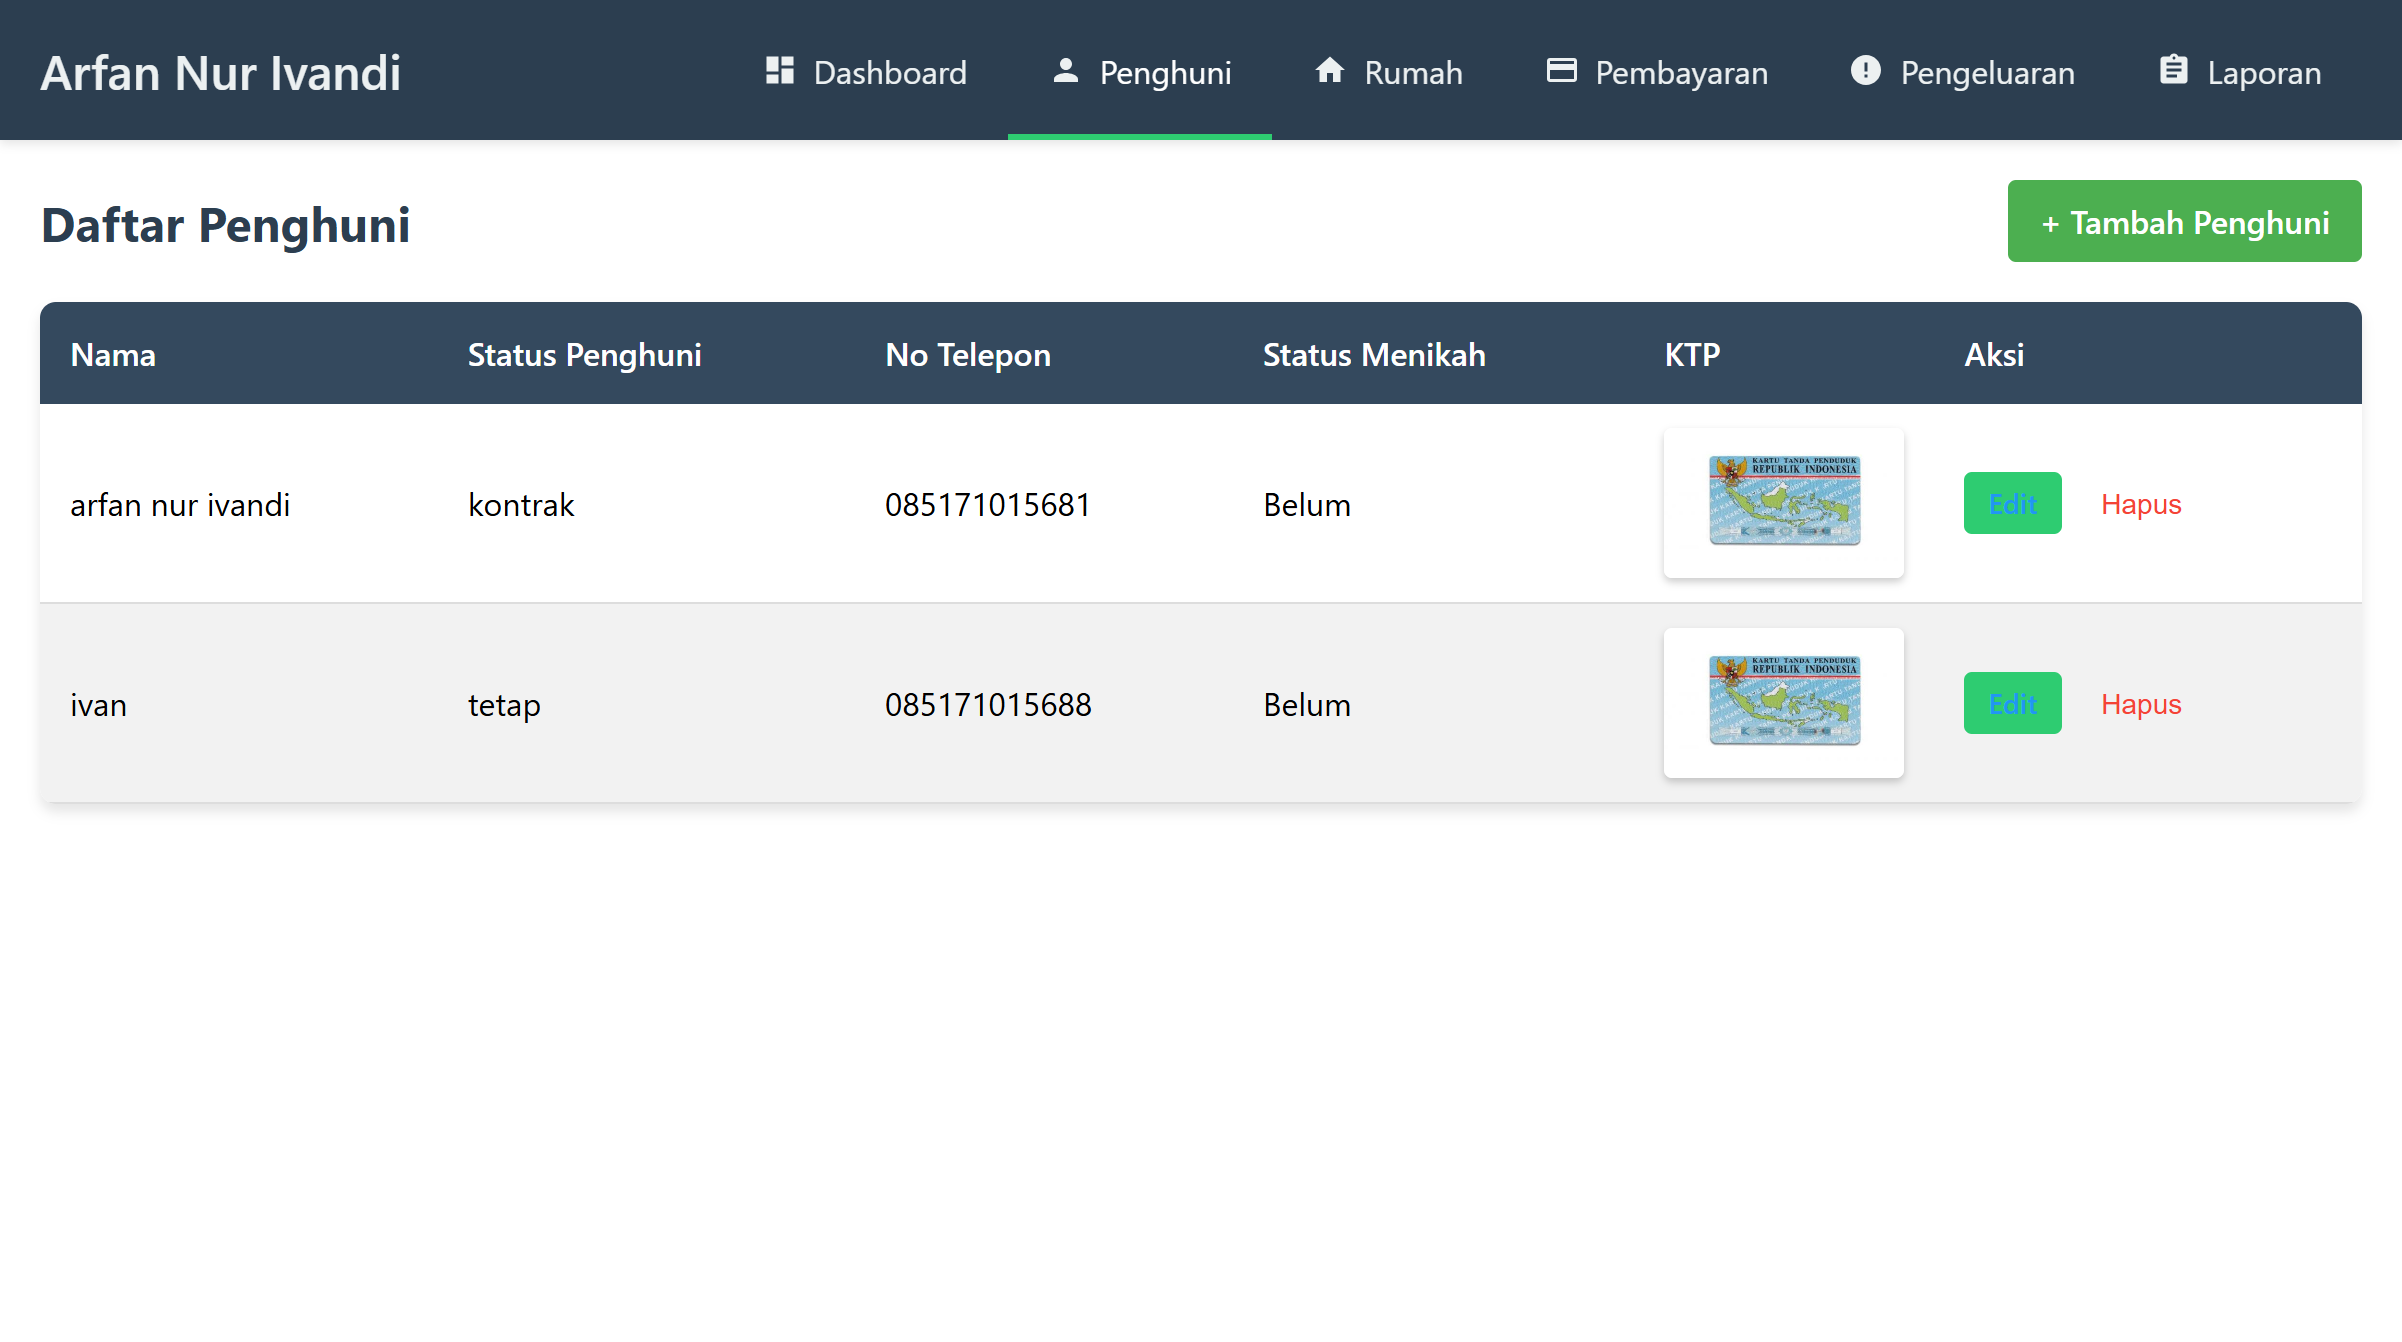 Arfan Nur Ivandi
Dashboard
Penghuni
Rumah
Pembayaran
Pengeluaran
Laporan
Daftar Penghuni
+ Tambah Penghuni
Nama Status Penghuni No Telepon Status Menikah KTP Aksi
KARTU TANDA PENDUDUK
REPUBLIK INDONESIA
arfan nur ivandi kontrak 085171015681 Belum Edit Hapus
KARTU TANDA PENDUDUK
REPUBLIK INDONESIA
ivan tetap 085171015688 Belum Edit Hapus